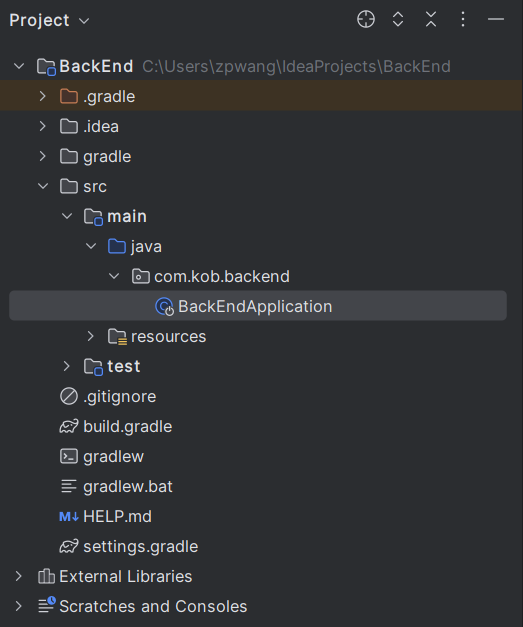 Project
BackEnd C:\Users\zpwang\IdeaProjects\BackEnd
.gradle
.idea
gradle
src
main
java
com.kob.backend
BackEndApplication
resources
test
.gitignore
build.gradle
gradlew
gradlew.bat
M↓ HELP.md
settings.gradle
External Libraries
Scratches and Consoles